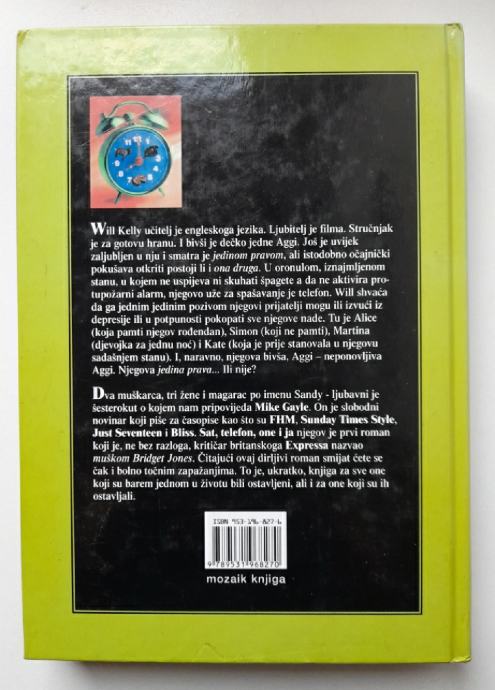 Will Kelly učitelj je engleskoga jezika. Ljubitelj je filma. Stručnjak
je za gotovu hranu. I bivši je dečko jedne Aggi. Još je uvijek
zaljubljen u nju i smatra je jedinom pravom, ali istodobno očajnički
pokušava otkriti postoji li i ona druga. U oronulom, iznajmljenom
stanu, u kojem ne uspijeva ni skuhati špagete a da ne aktivira pro-
tupožarni alarm, njegovo uže za spašavanje je telefon. Will shvaća
da ga jednim jedinim pozivom njegovi prijatelji mogu ili izvući iz
depresije ili u potpunosti pokopati sve njegove nade. Tu je Alice
(koja pamti njegov rođendan), Simon (koji ne pamti), Martina
(djevojka za jednu noć) i Kate (koja je prije stanovala u njegovu
sadašnjem stanu). I, naravno, njegova bivša, Aggi – neponovljiva
Aggi. Njegova jedina prava... Ili nije?
Dva muškarca, tri žene i magarac po imenu Sandy - ljubavni je
šesterokut o kojem nam pripovijeda Mike Gayle. On je slobodni
novinar koji piše za časopise kao što su FHM, Sunday Times Style,
Just Seventeen i Bliss. Sat, telefon, one i ja njegov je prvi roman
koji je, ne bez razloga, kritičar britanskoga Expressa nazvao
muškom Bridget Jones. Čitajući ovaj dirljivi roman smijat ćete se
čak i bolno točnim zapažanjima. To je, ukratko, knjiga za sve one
koji su barem jednom u životu bili ostavljeni, ali i za one koji su ih
ostavljali.
ISBN 953-196-827-6
9 789531 968270
mozaik knjiga